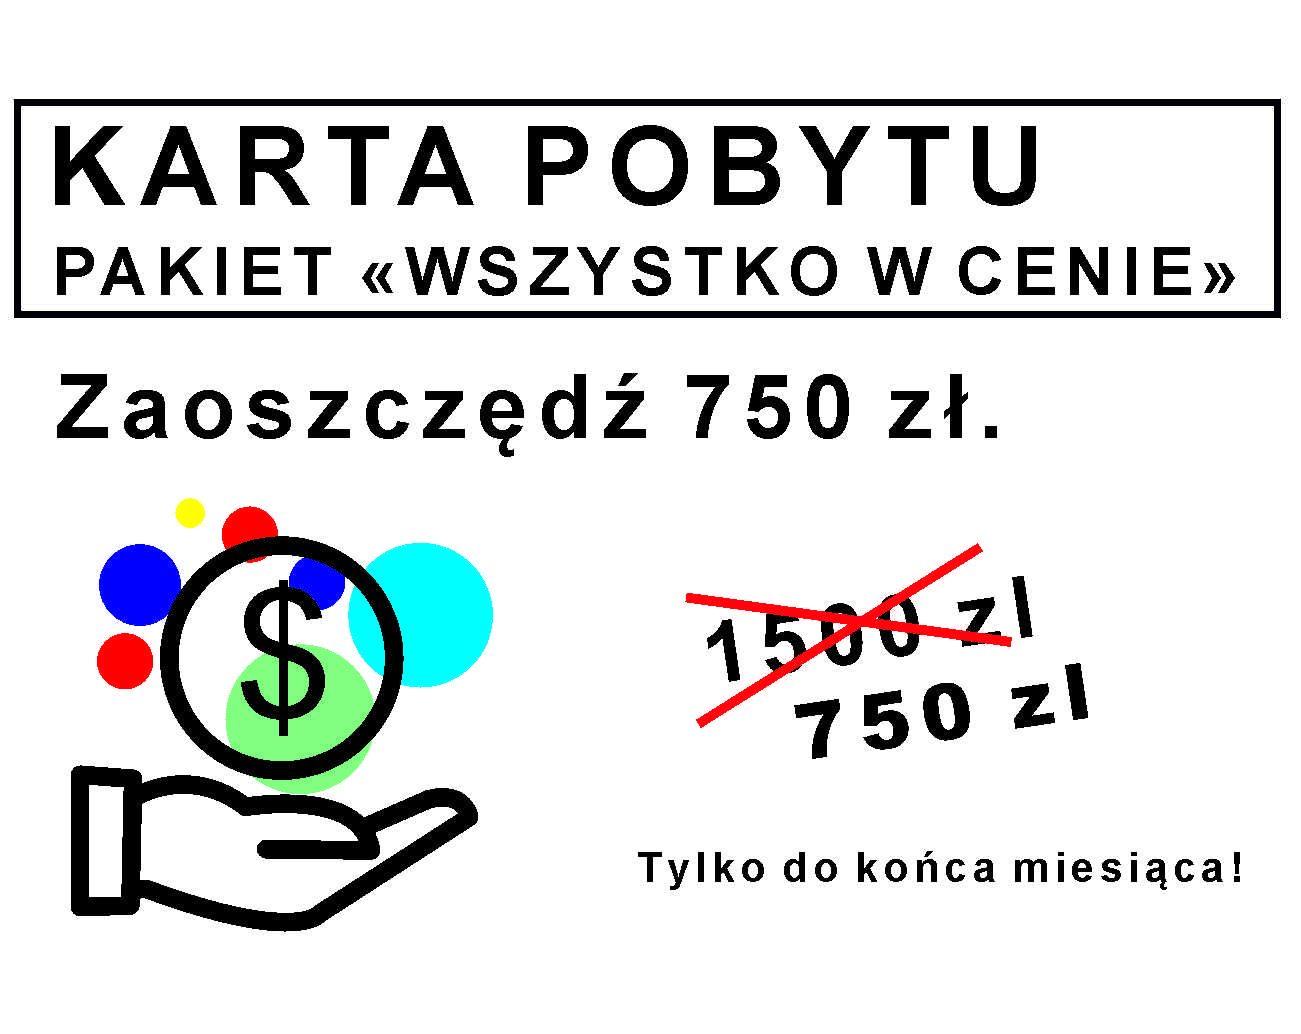 KARTA POBYTU
PAKIET «WSZYSTKO W CENIE»
Zaoszczędź 750 zł.
$
1500 zl
750 zl
Tylko do końca miesiąca!